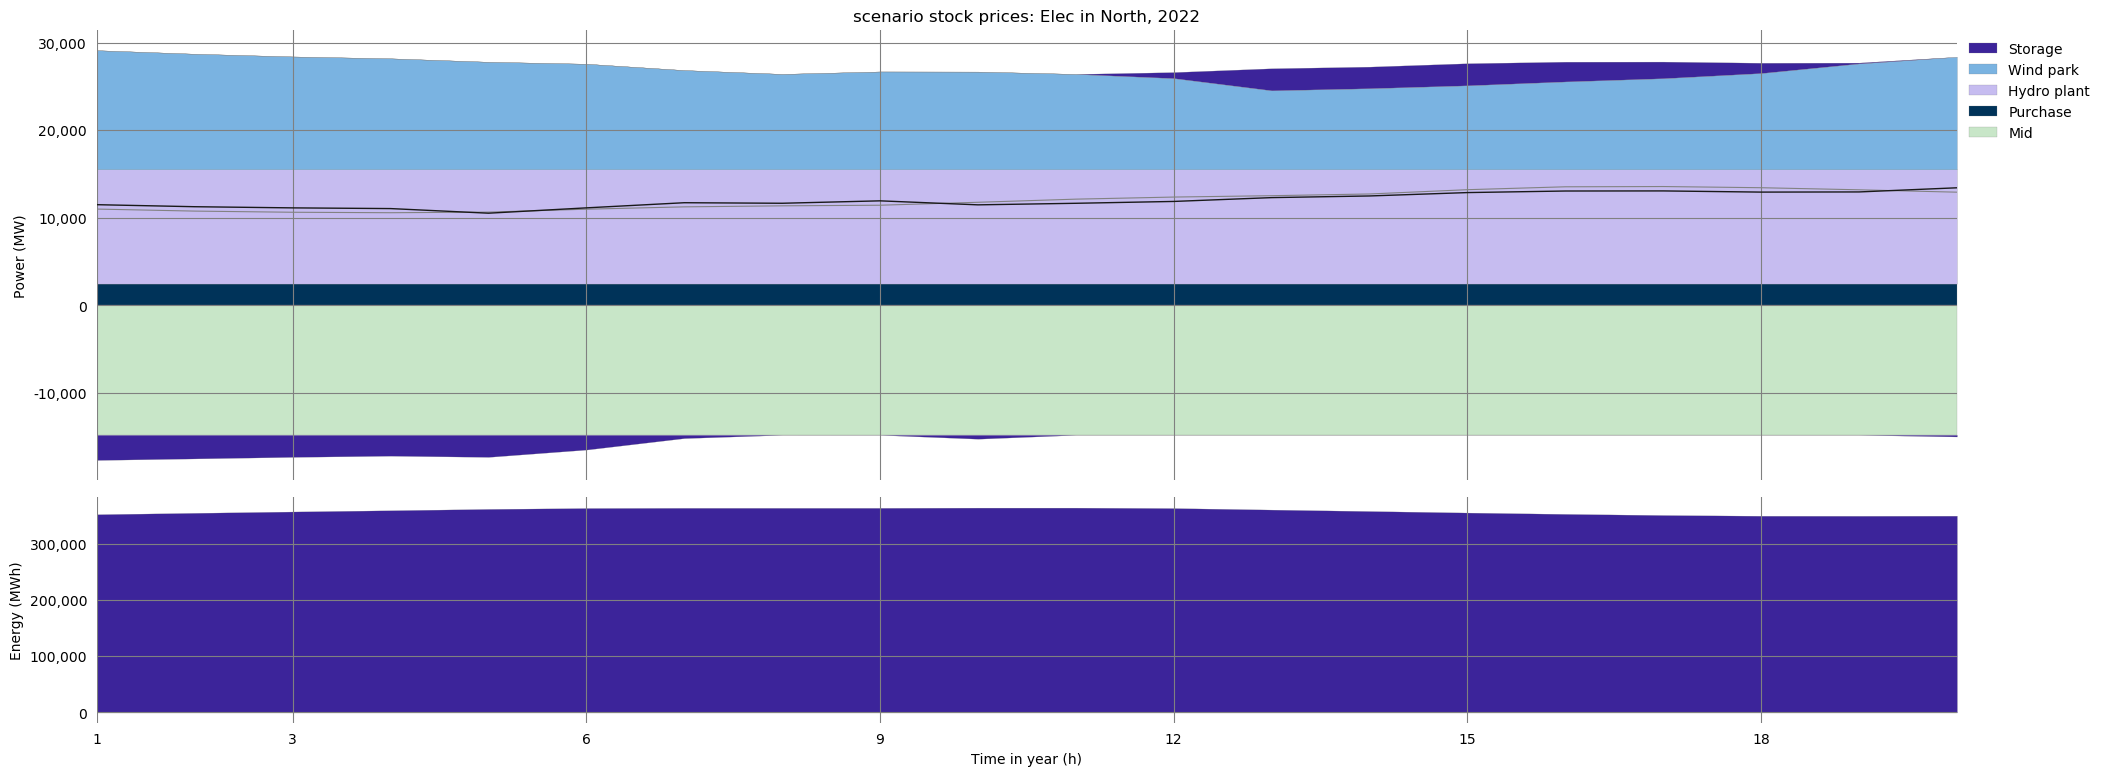 scenario stock prices: Elec in North, 2022
30,000
20,000
10,000
0
-10,000
Power (MW)
Storage
Wind park
Hydro plant
Purchase
Mid
300,000
200,000
100,000
0
Energy (MWh)
1 3 6 9 12 15 18
Time in year (h)